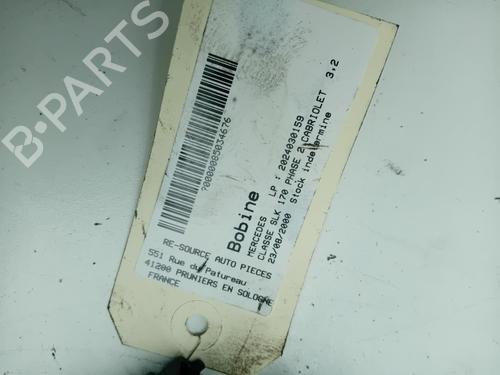 B-PARTS
70000085034676
Bobine
MERCEDES LP : 2024030159
CLASSE SLK 170 PHASE 2 CABRIOLET 3,2
23/08/2000 Stock indetermine
RE-SOURCE AUTO PIECES
551 Rue du Patureau
41200 PRUNIERS EN SOLOGNE
FRANCE